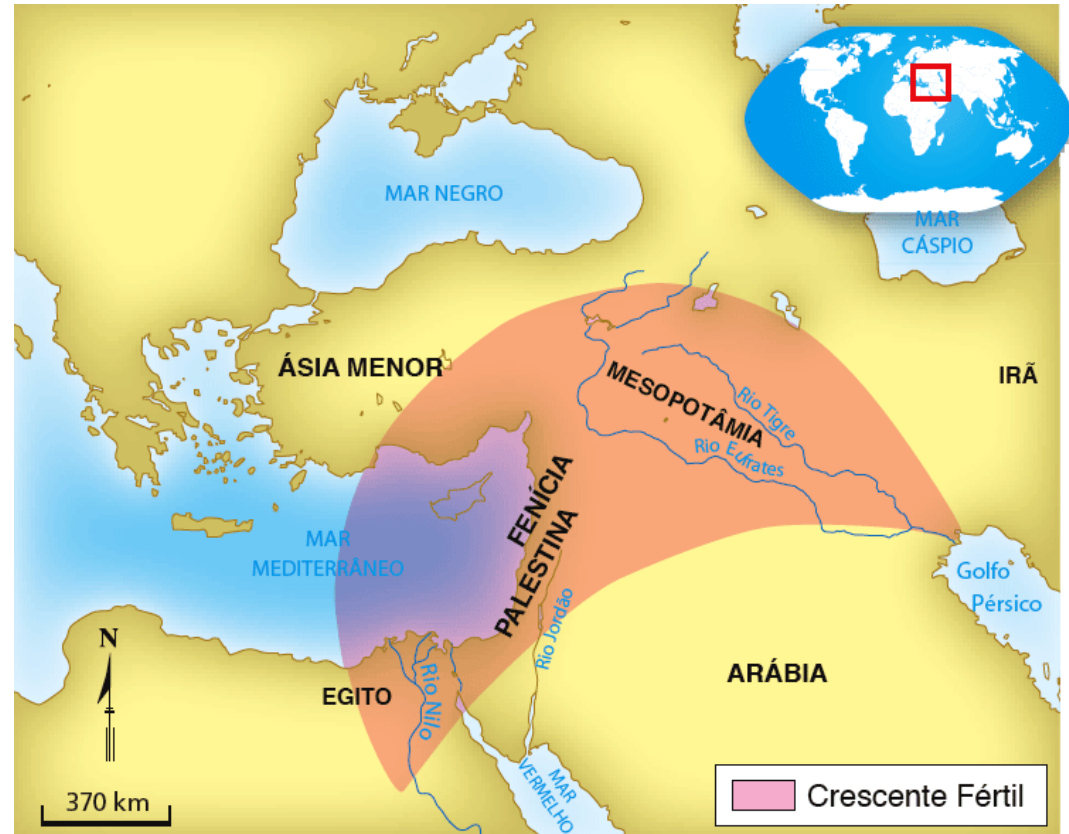 MAR NEGRO
MAR
CÁSPIO
ÁSIA MENOR
MESOPOTÂMIA
Rio Tigre
Rio Eufrates
IRÃ
FENÍCIA
PALESTINA
MAR
MEDITERRÂNEO
Rio Jordão
Golfo
Pérsico
N
EGITO
Rio Nilo
ARÁBIA
MAR
VERMELHO
370 km
Crescente Fértil